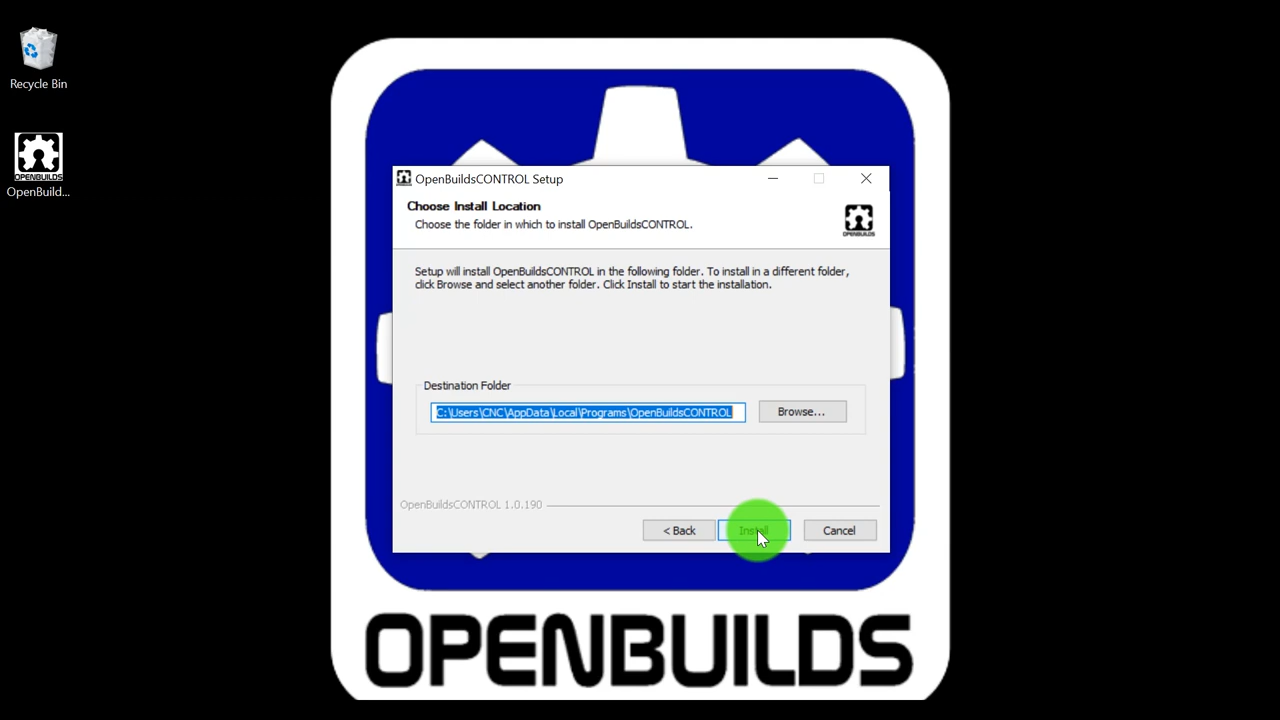 Recycle Bin
OpenBuild...
OPENBUILDS
OpenBuildsCONTROL Setup
Choose Install Location
Choose the folder in which to install OpenBuildsCONTROL.
OPENBUILDS
Setup will install OpenBuildsCONTROL in the following folder. To install in a different folder,
click Browse and select another folder. Click Install to start the installation.
Destination Folder
C:\Users\CNC\AppData\Local\Programs\OpenBuildsCONTROL
Browse...
OpenBuildsCONTROL 1.0.190
< Back
Install
Cancel
OPENBUILDS